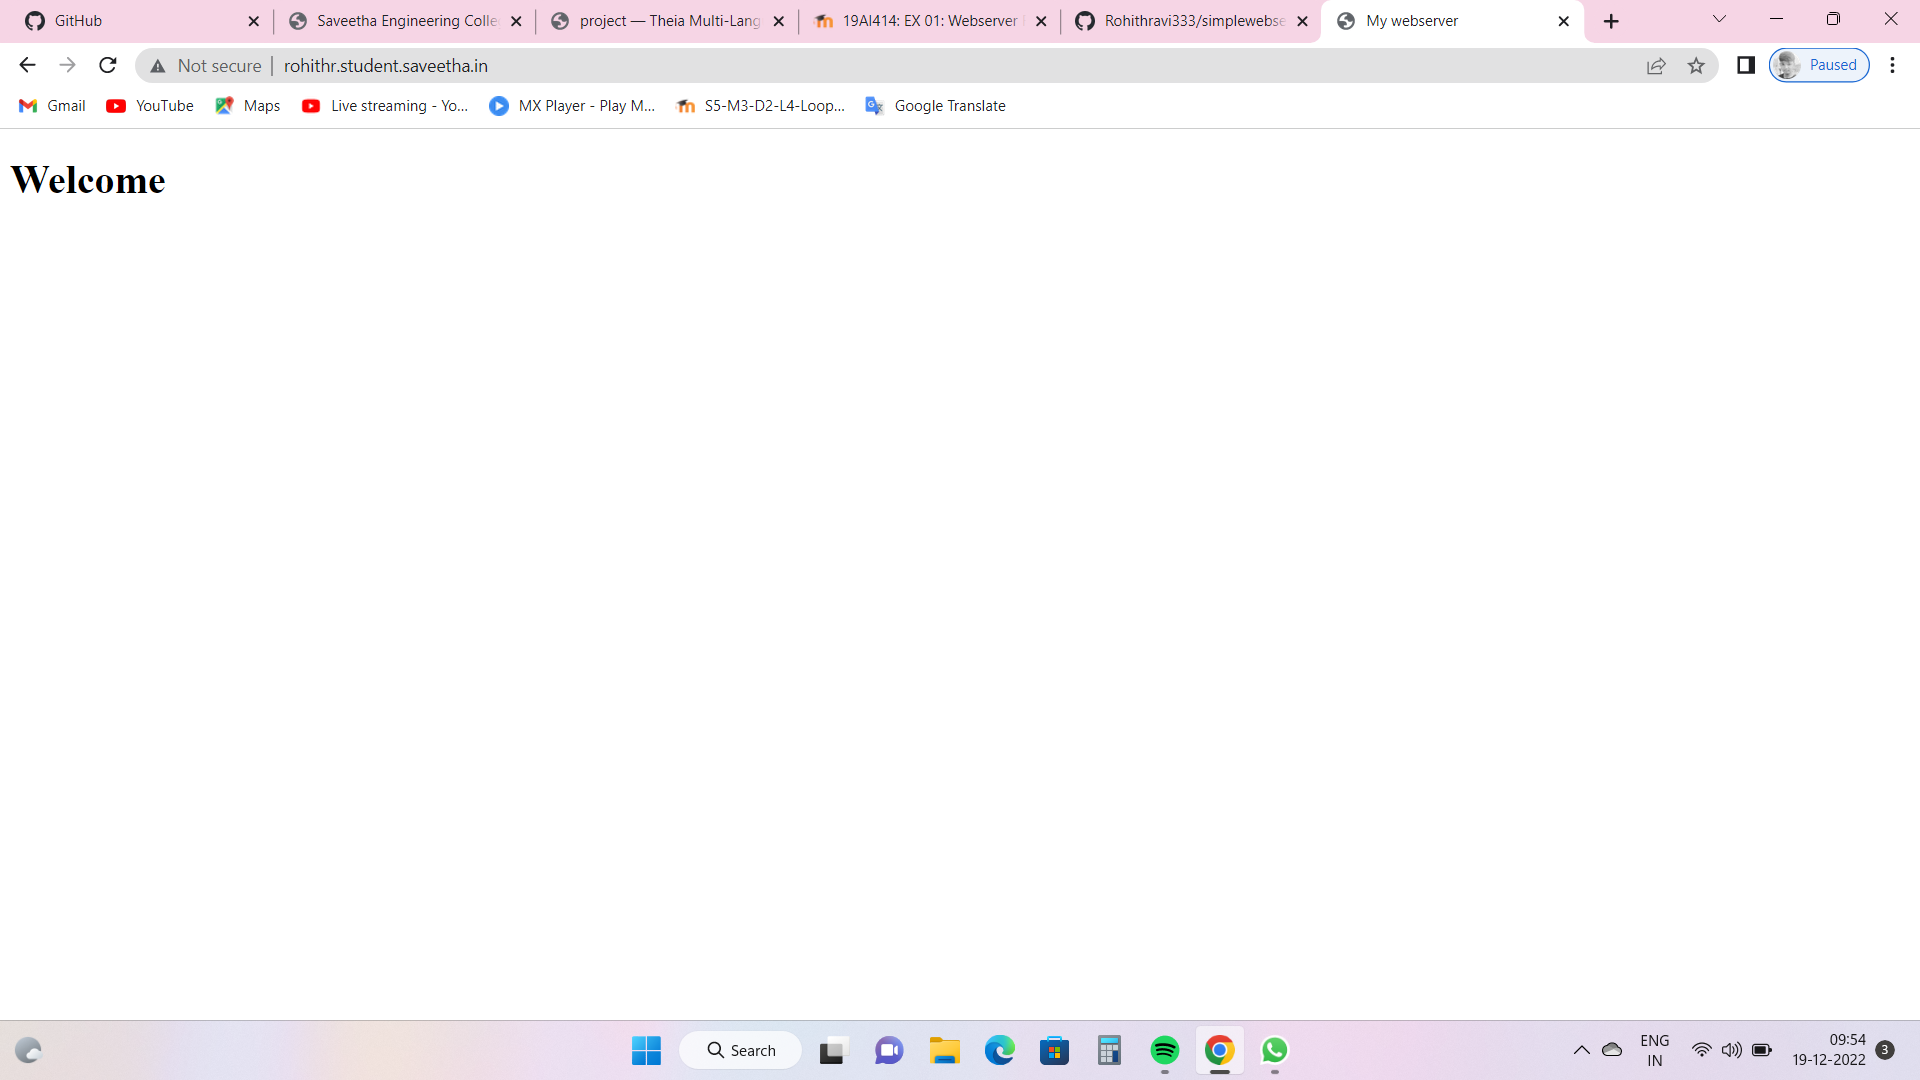 GitHub
Saveetha Engineering Colle
project — Theia Multi-Lang
19AI414: EX 01: Webserver
Rohithravi333/simplewebse
My webserver
Not secure
rohithr.student.saveetha.in
Paused
Gmail
YouTube
Maps
Live streaming - Yo...
MX Player - Play M...
S5-M3-D2-L4-Loop...
Google Translate
Welcome
Search
ENG
IN
09:54
19-12-2022
3